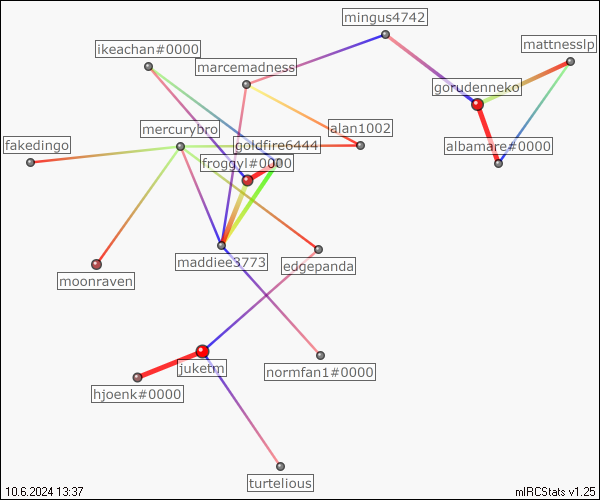 mingus4742
ikeachan#0000
mattnesslp
marcemadness
gorudenneko
mercurybro
alan1002
fakedingo
goldfire6444
albamare#0000
froggyl#0000
maddiee3773
edgepanda
moonraven
juketm
normfan1#0000
hjoenk#0000
turtelious
10.6.2024 13:37
mIRCStats v1.25